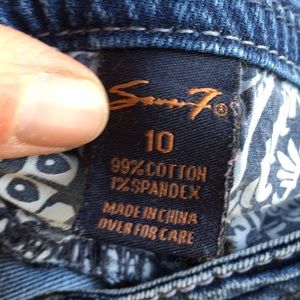 Seven7®
10
99% COTTON
1% SPANDEX
MADE IN CHINA
OVER FOR CARE